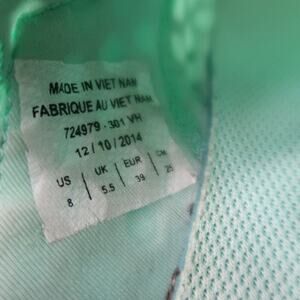 MADE IN VIET NAM
FABRIQUE AU VIET NAM
724979 - 301 VH
12 / 10 / 2014
US UK EUR CM
8 5.5 39 25